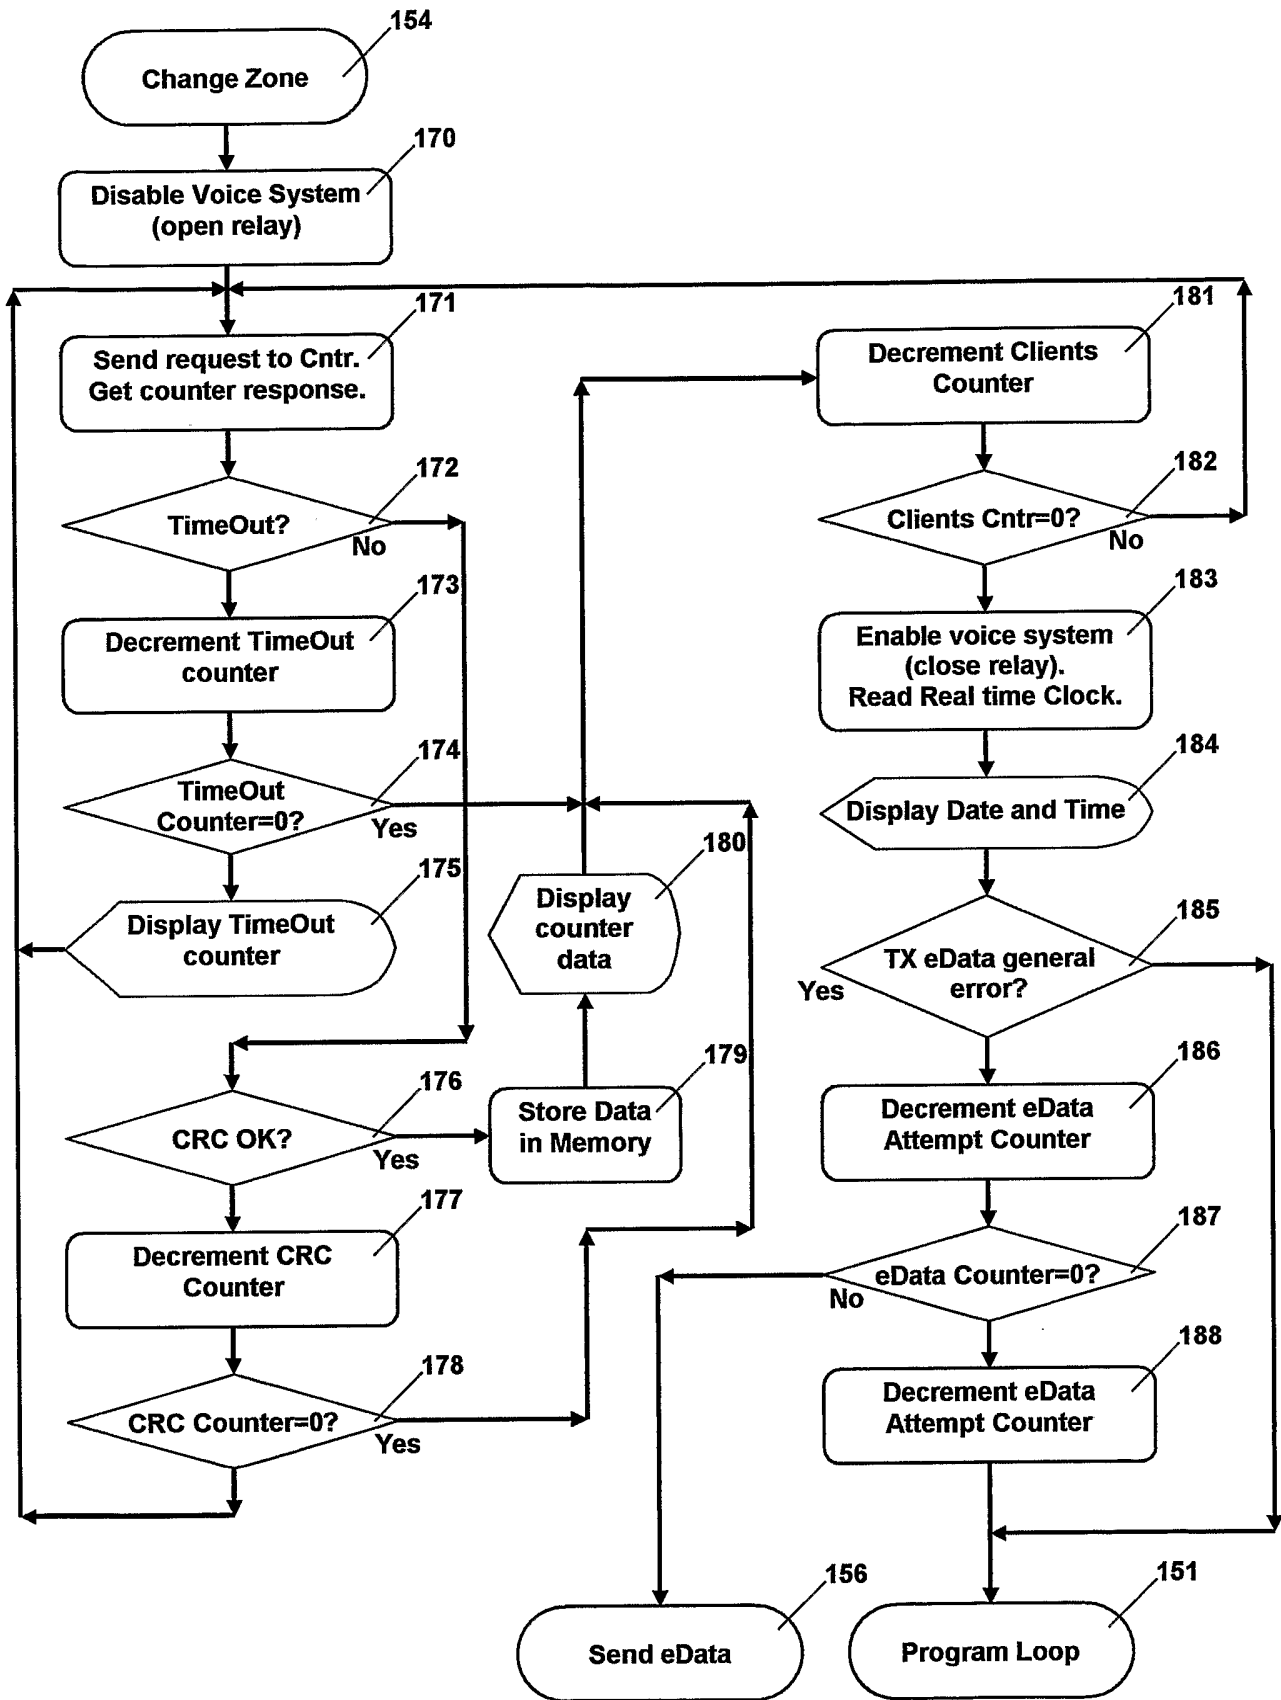 154
Change Zone
170
Disable Voice System
(open relay)
171
Send request to Cntr.
Get counter response.
172
TimeOut?
No
173
Decrement TimeOut
counter
174
TimeOut
Counter=0?
Yes
175
Display TimeOut
counter
176
CRC OK?
Yes
177
Decrement CRC
Counter
178
CRC Counter=0?
Yes
179
Store Data
in Memory
180
Display
counter
data
181
Decrement Clients
Counter
182
Clients Cntr=0?
No
183
Enable voice system
(close relay).
Read Real time Clock.
184
Display Date and Time
185
TX eData general
error?
Yes
186
Decrement eData
Attempt Counter
187
eData Counter=0?
No
188
Decrement eData
Attempt Counter
156
Send eData
151
Program Loop